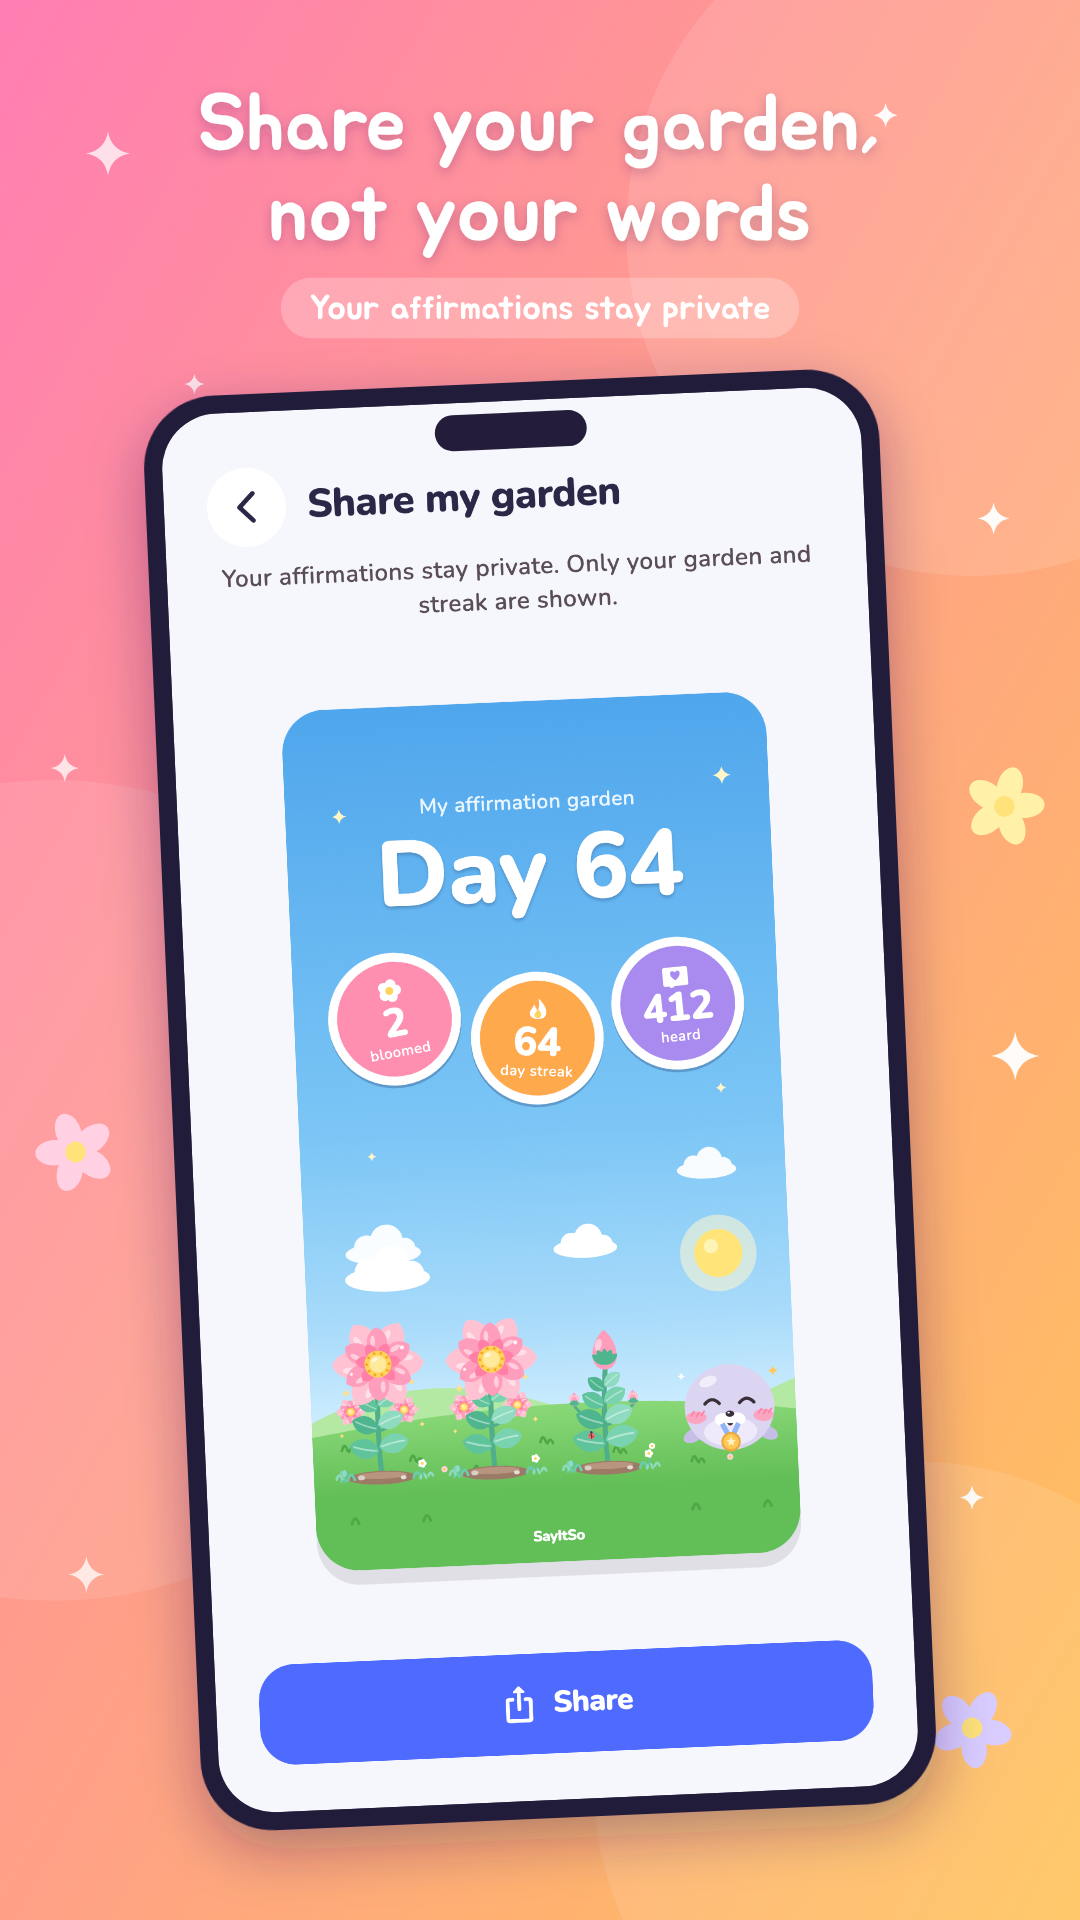 Share your garden,
not your words
Your affirmations stay private
Share my garden
Your affirmations stay private. Only your garden and
streak are shown.
My affirmation garden
Day 64
2
bloomed
64
day streak
412
heard
SayItSo
Share